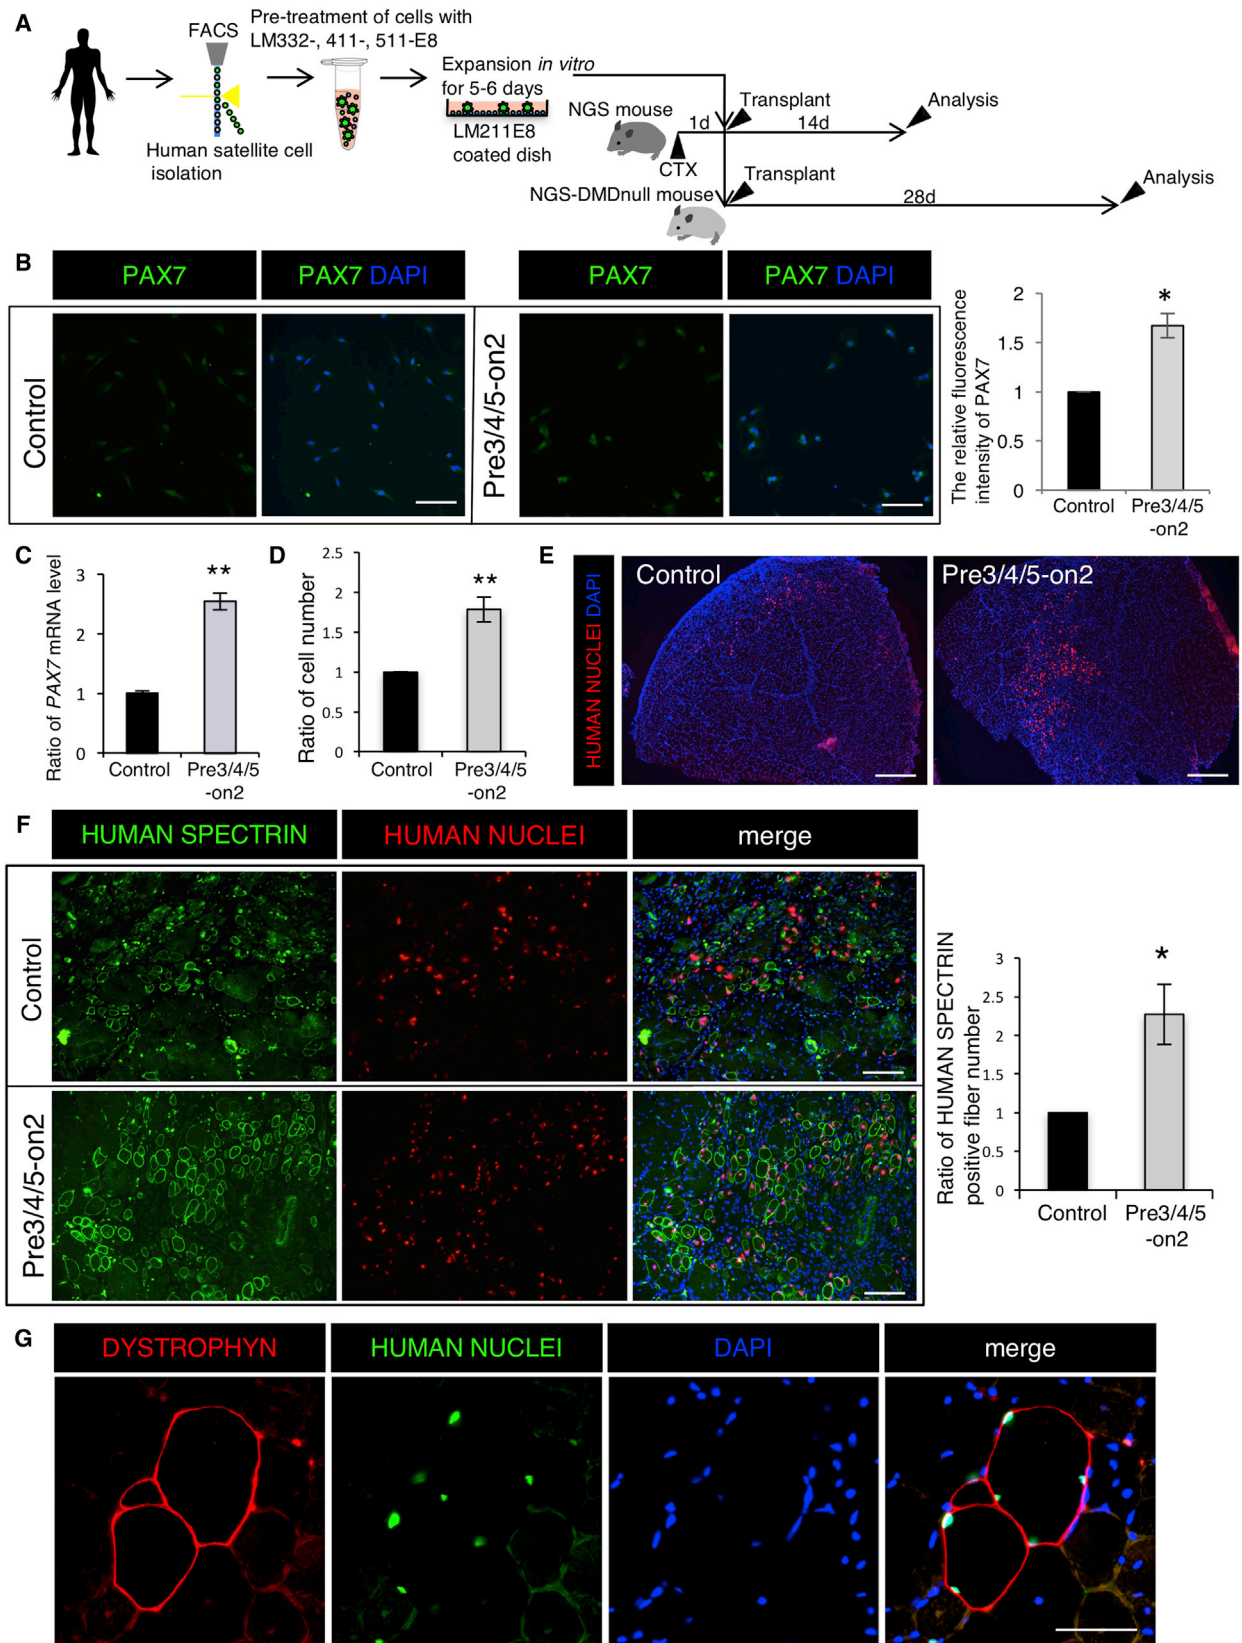 A
FACS
Pre-treatment of cells with
LM332-, 411-, 511-E8
Human satellite cell
isolation
Expansion in vitro
for 5-6 days
LM211E8
coated dish
NGS mouse
1d
Transplant
14d
Analysis
CTX
NGS-DMDnull mouse
Transplant
28d
Analysis
B
PAX7
PAX7 DAPI
PAX7
PAX7 DAPI
Control
Pre3/4/5-on2
The relative fluorescence
intensity of PAX7
2
1.5
1
0.5
0
*
Control
Pre3/4/5
-on2
C
Ratio of PAX7 mRNA level
3
2
1
0
**
Control
Pre3/4/5
-on2
D
Ratio of cell number
2.5
2
1.5
1
0.5
0
**
Control
Pre3/4/5
-on2
E
HUMAN NUCLEI DAPI
Control
Pre3/4/5-on2
F
HUMAN SPECTRIN
HUMAN NUCLEI
merge
Control
Pre3/4/5-on2
Ratio of HUMAN SPECTRIN
positive fiber number
3
2.5
2
1.5
1
0.5
0
*
Control
Pre3/4/5
-on2
G
DYSTROPHYN
HUMAN NUCLEI
DAPI
merge